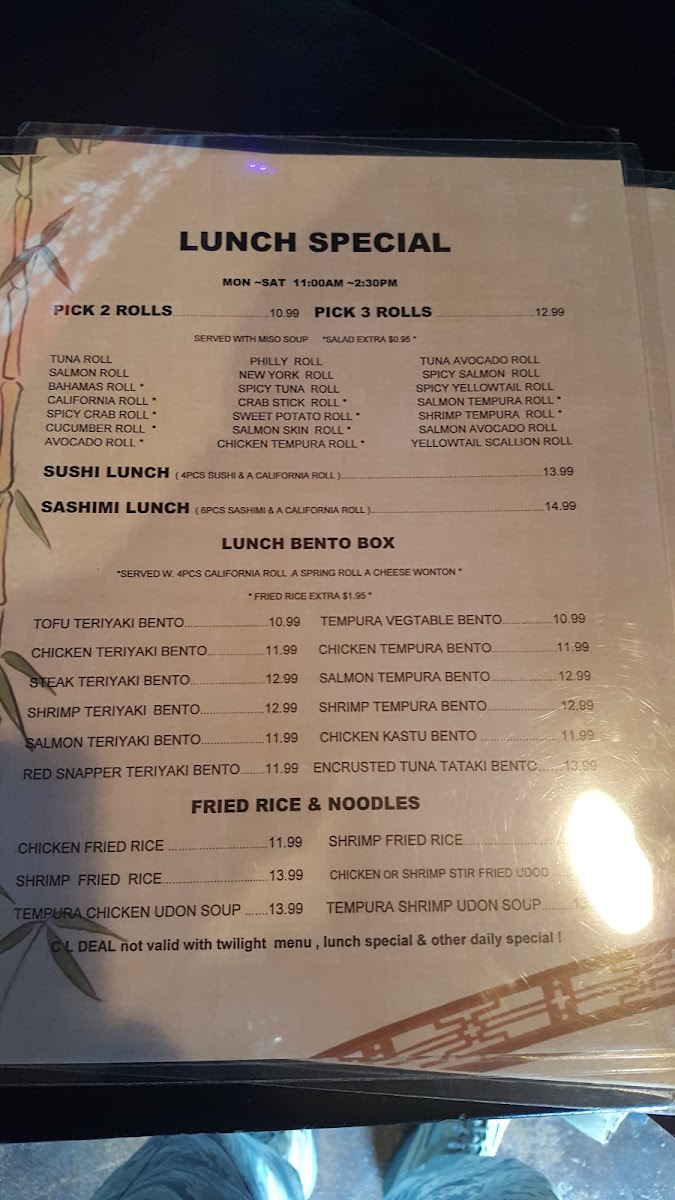 LUNCH SPECIAL
MON ~SAT 11:00AM ~2:30PM
PICK 2 ROLLS..............................10.99 PICK 3 ROLLS ..............................12.99
SERVED WITH MISO SOUP *SALAD EXTRA $0.95 *
TUNA ROLL PHILLY ROLL TUNA AVOCADO ROLL
SALMON ROLL NEW YORK ROLL SPICY SALMON ROLL
BAHAMAS ROLL * SPICY TUNA ROLL SPICY YELLOWTAIL ROLL
CALIFORNIA ROLL * CRAB STICK ROLL * SALMON TEMPURA ROLL *
SPICY CRAB ROLL * SWEET POTATO ROLL * SHRIMP TEMPURA ROLL *
CUCUMBER ROLL * SALMON SKIN ROLL * SALMON AVOCADO ROLL
AVOCADO ROLL * CHICKEN TEMPURA ROLL * YELLOWTAIL SCALLION ROLL
SUSHI LUNCH ( 4PCS SUSHI & A CALIFORNIA ROLL )..............................13.99
SASHIMI LUNCH ( 6PCS SASHIMI & A CALIFORNIA ROLL )..............................14.99
LUNCH BENTO BOX
*SERVED W. 4PCS CALIFORNIA ROLL .A SPRING ROLL A CHEESE WONTON *
* FRIED RICE EXTRA $1.95 *
TOFU TERIYAKI BENTO..........................10.99 TEMPURA VEGTABLE BENTO................10.99
CHICKEN TERIYAKI BENTO..................11.99 CHICKEN TEMPURA BENTO....................11.99
STEAK TERIYAKI BENTO.......................12.99 SALMON TEMPURA BENTO.....................12.99
SHRIMP TERIYAKI BENTO....................12.99 SHRIMP TEMPURA BENTO.......................12.99
SALMON TERIYAKI BENTO...................11.99 CHICKEN KASTU BENTO ........................11.99
RED SNAPPER TERIYAKI BENTO.......11.99 ENCRUSTED TUNA TATAKI BENTO.......13.99
FRIED RICE & NOODLES
CHICKEN FRIED RICE ..............................11.99 SHRIMP FRIED RICE..............................
SHRIMP FRIED RICE................................13.99 CHICKEN OR SHRIMP STIR FRIED UDOD .....
TEMPURA CHICKEN UDON SOUP .......13.99 TEMPURA SHRIMP UDON SOUP.........
C L DEAL not valid with twilight menu , lunch special & other daily special !